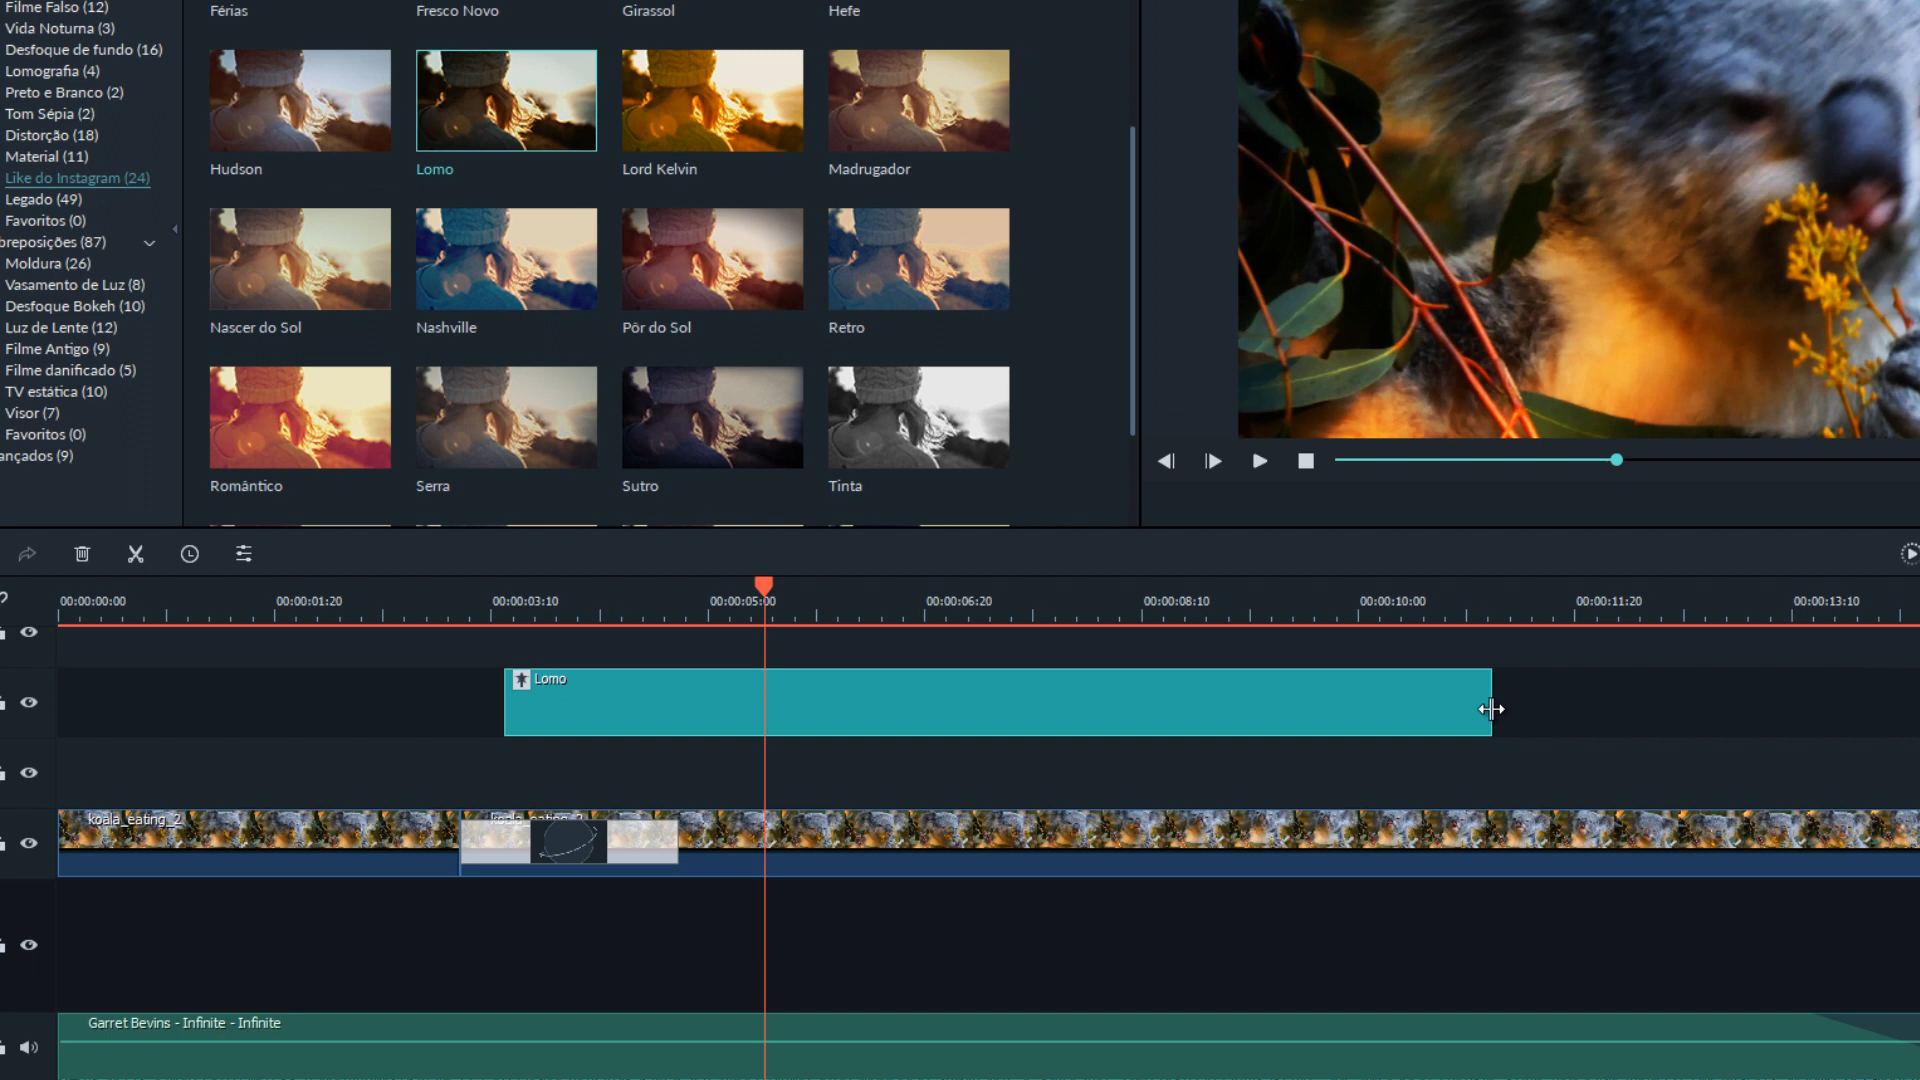 Filme Falso (12)
Vida Noturna (3)
Desfoque de fundo (16)
Lomografia (4)
Preto e Branco (2)
Tom Sépia (2)
Distorção (18)
Material (11)
Like do Instagram (24)
Legado (49)
Favoritos (0)
breposições (87)
Moldura (26)
Vasamento de Luz (8)
Desfoque Bokeh (10)
Luz de Lente (12)
Filme Antigo (9)
Filme danificado (5)
TV estática (10)
Visor (7)
Favoritos (0)
ançados (9)
Férias Fresco Novo Girassol Hefe
Hudson Lomo Lord Kelvin Madrugador
Nascer do Sol Nashville Pôr do Sol Retro
Romântico Serra Sutro Tinta
00:00:00:00 00:00:01:20 00:00:03:10 00:00:05:00 00:00:06:20 00:00:08:10 00:00:10:00 00:00:11:20 00:00:13:10
Lomo
koala_eating_2 koala_eating_2
Garret Bevins - Infinite - Infinite